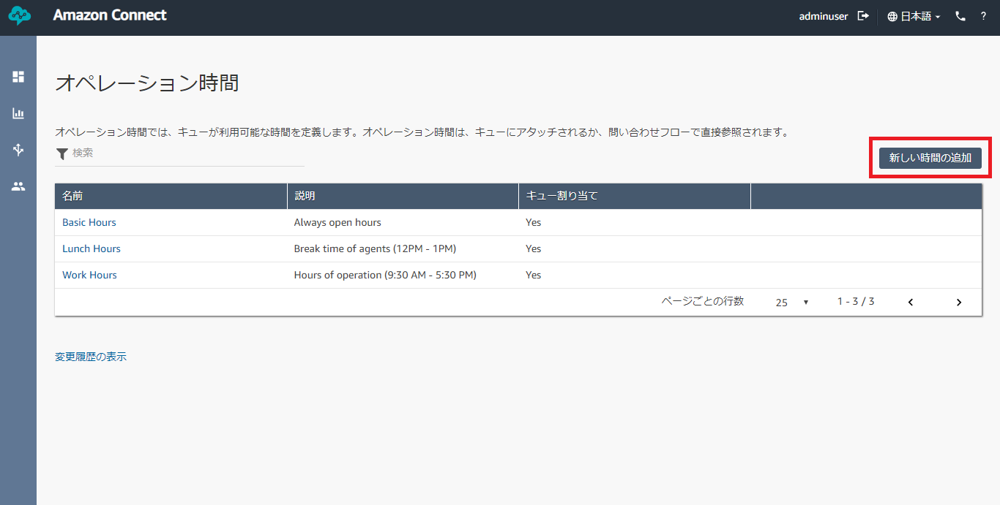 Amazon Connect
adminuser 日本語 ?
オペレーション時間
オペレーション時間では、キューが利用可能な時間を定義します。オペレーション時間は、キューにアタッチされるか、問い合わせフローで直接参照されます。
検索
新しい時間の追加
名前 説明 キュー割り当て
Basic Hours Always open hours Yes
Lunch Hours Break time of agents (12PM - 1PM) Yes
Work Hours Hours of operation (9:30 AM - 5:30 PM) Yes
ページごとの行数 25 1 - 3 / 3
変更履歴の表示